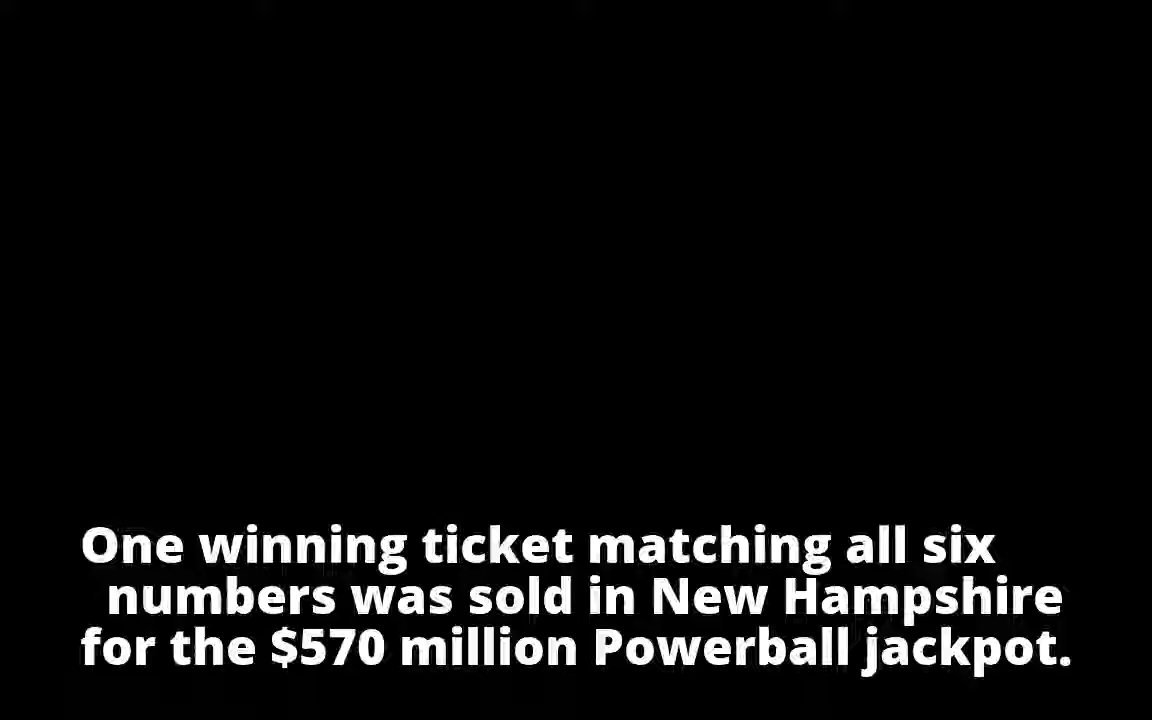 One winning ticket matching all six
numbers was sold in New Hampshire
for the $570 million Powerball jackpot.